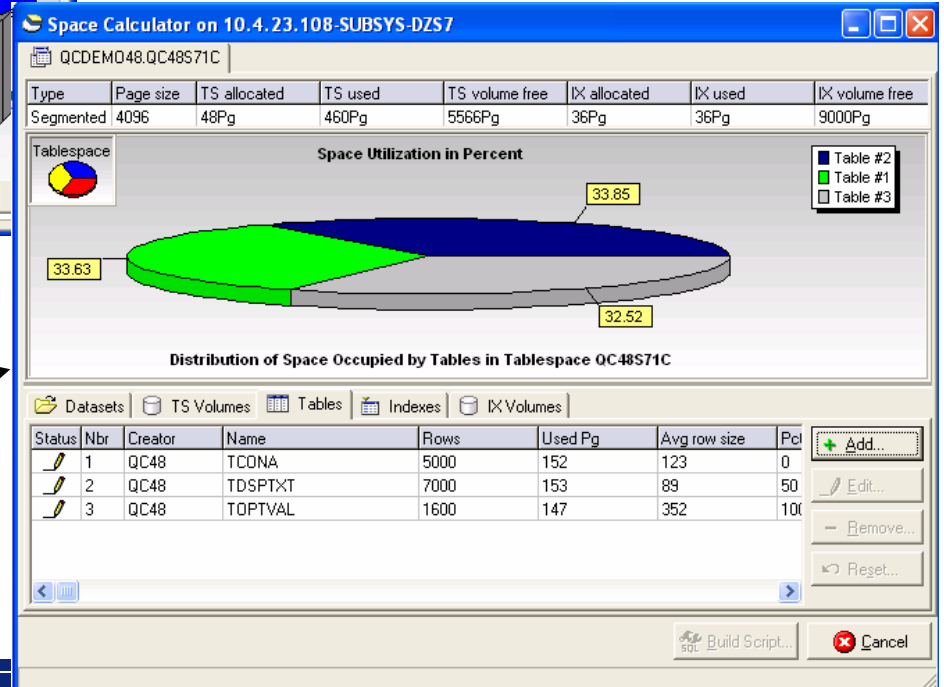 Space Calculator on 10.4.23.108-SUBSYS-DZS7
QCDEMO48.QC48S71C
Type Page size TS allocated TS used TS volume free IX allocated IX used IX volume free
Segmented 4096 48Pg 460Pg 5566Pg 36Pg 36Pg 9000Pg
Tablespace
Space Utilization in Percent
Table #2
Table #1
Table #3
33.85
33.63
32.52
Distribution of Space Occupied by Tables in Tablespace QC48S71C
Datasets TS Volumes Tables Indexes IX Volumes
Status Nbr Creator Name Rows Used Pg Avg row size Pct
1 QC48 TCONA 5000 152 123 0
2 QC48 TDSPTXT 7000 153 89 50
3 QC48 TOPTVAL 1600 147 352 100
Add...
Edit...
Remove...
Reset...
SQL Build Script...
Cancel